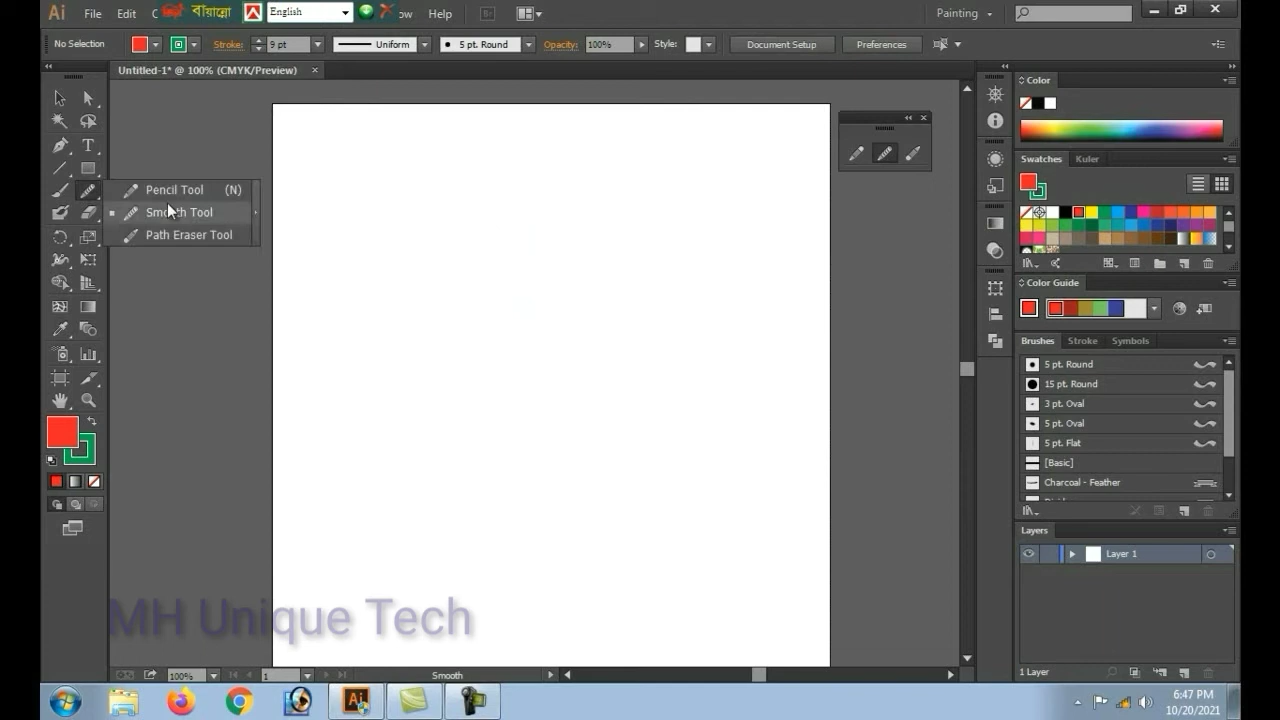 Ai File Edit বায়ান্নো English ow Help Br Painting
No Selection Stroke: 9 pt Uniform 5 pt. Round Opacity: 100% Style: Document Setup Preferences
Untitled-1* @ 100% (CMYK/Preview)
Pencil Tool (N)
Smooth Tool
Path Eraser Tool
Color
Swatches Kuler
Color Guide
Brushes Stroke Symbols
5 pt. Round
15 pt. Round
3 pt. Oval
5 pt. Oval
5 pt. Flat
[Basic]
Charcoal - Feather
Layers
Layer 1
MH Unique Tech
1 Layer
100% 1 Smooth
Ai
6:47 PM
10/20/2021